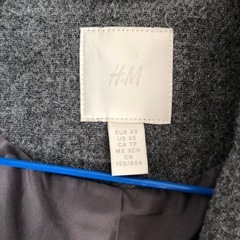 H&M
EUR XS
US XS
CA TP
MX XCH
CN
155/80A